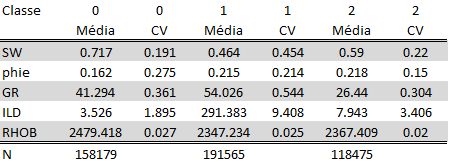 Classe 0 0 1 1 2 2
Média CV Média CV Média CV
SW 0.717 0.191 0.464 0.454 0.59 0.22
phie 0.162 0.275 0.215 0.214 0.218 0.15
GR 41.294 0.361 54.026 0.544 26.44 0.304
ILD 3.526 1.895 291.383 9.408 7.943 3.406
RHOB 2479.418 0.027 2347.234 0.025 2367.409 0.02
N 158179 191565 118475